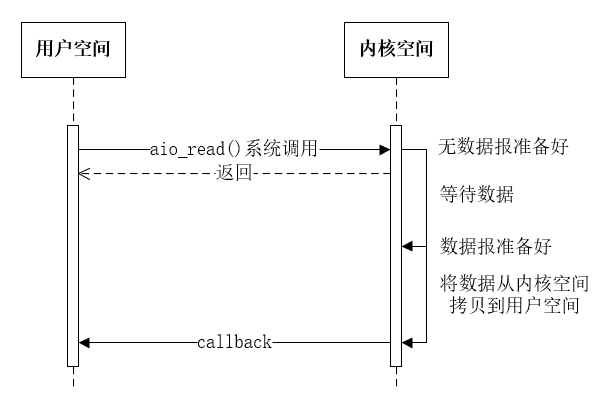 用户空间
内核空间
aio_read()系统调用
无数据报准备好
返回
等待数据
数据报准备好
将数据从内核空间
拷贝到用户空间
callback